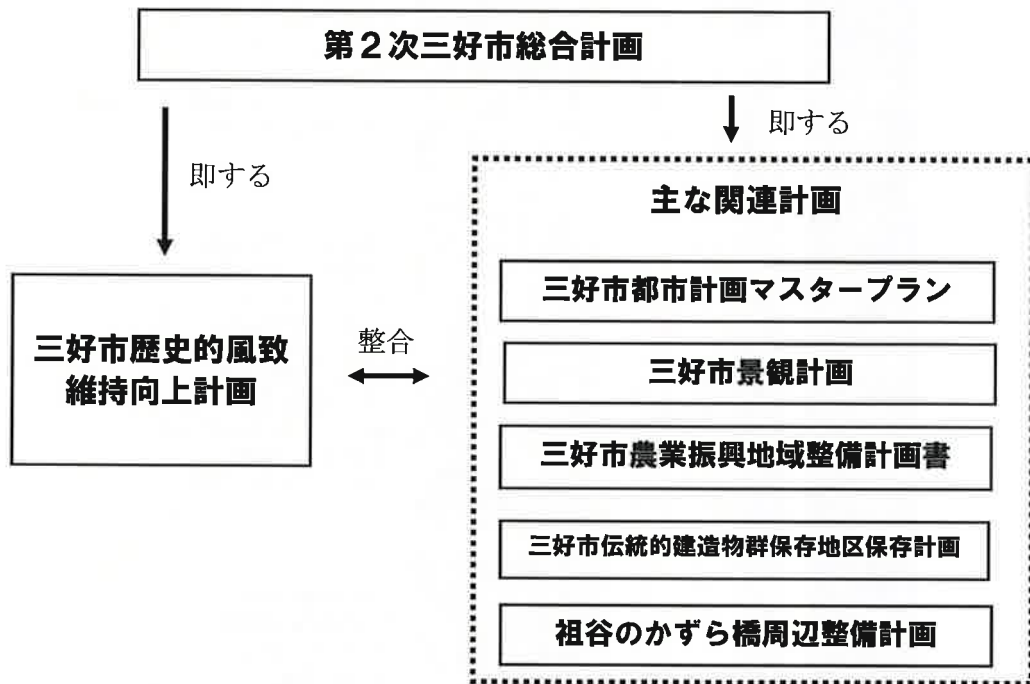 第２次三好市総合計画
即する
即する
主な関連計画
三好市都市計画マスタープラン
三好市歴史的風致
維持向上計画
整合
三好市景観計画
三好市農業振興地域整備計画書
三好市伝統的建造物群保存地区保存計画
祖谷のかずら橋周辺整備計画